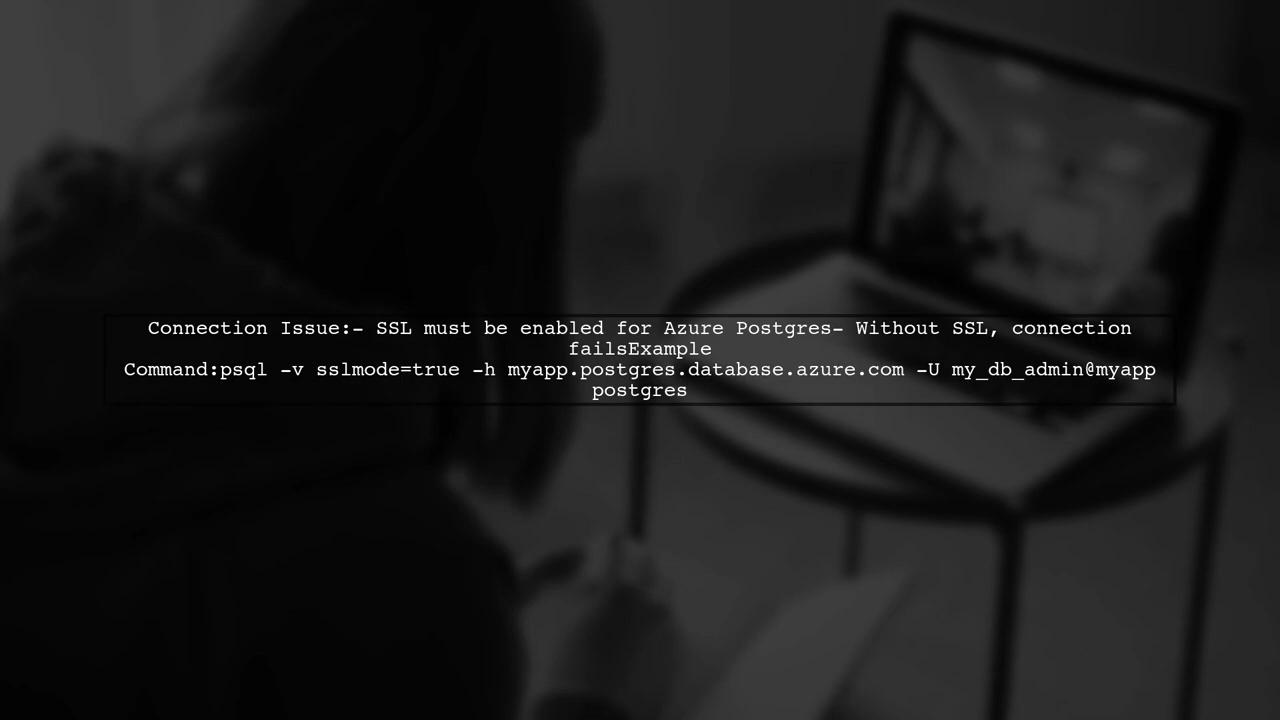 Connection Issue:- SSL must be enabled for Azure Postgres- Without SSL, connection
failsExample
Command:psql -v sslmode=true -h myapp.postgres.database.azure.com -U my_db_admin@myapp
postgres